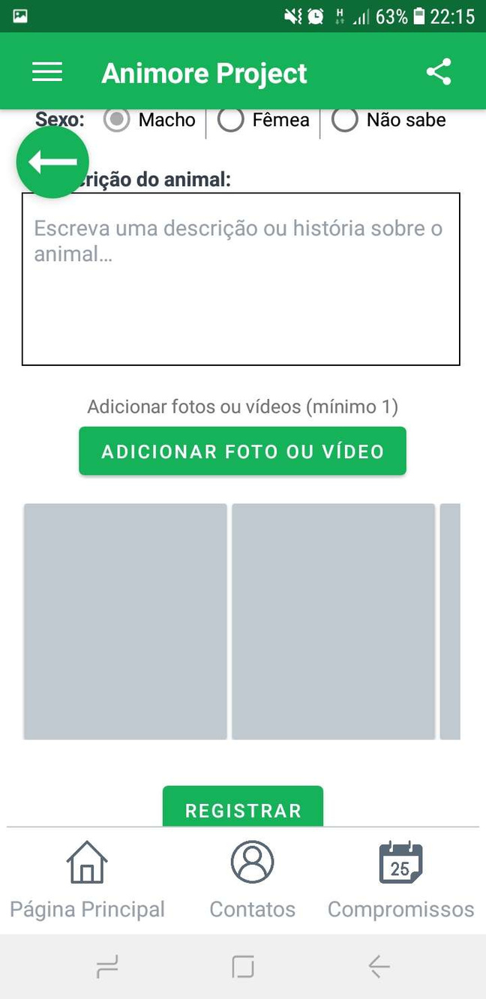 H 63% 22:15
Animore Project
Sexo: Macho Fêmea Não sabe
crição do animal:
Escreva uma descrição ou história sobre o
animal...
Adicionar fotos ou vídeos (mínimo 1)
ADICIONAR FOTO OU VÍDEO
REGISTRAR
25
Página Principal Contatos Compromissos